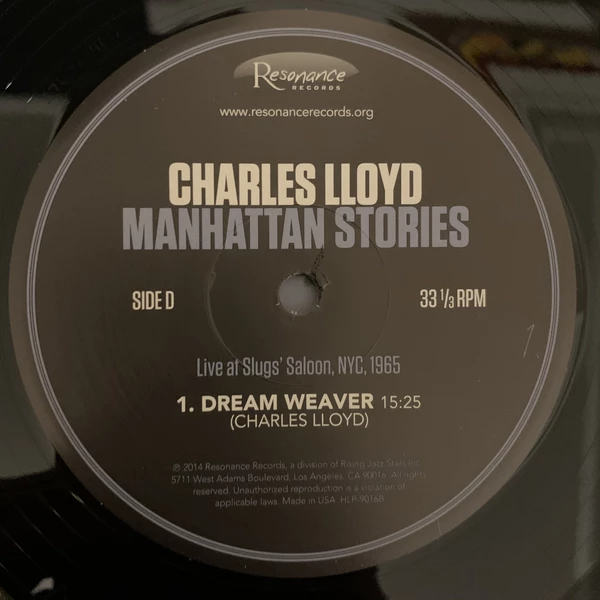 Resonance
RECORDS
www.resonancerecords.org
CHARLES LLOYD
MANHATTAN STORIES
SIDE D
33 1/3 RPM
Live at Slugs' Saloon, NYC, 1965
1. DREAM WEAVER 15:25
(CHARLES LLOYD)
℗ 2014 Resonance Records, a division of Rising Jazz Stars Inc.
5711 West Adams Boulevard, Los Angeles, CA 90016. All rights
reserved. Unauthorized reproduction is a violation of
applicable laws. Made in USA HLP-9016B